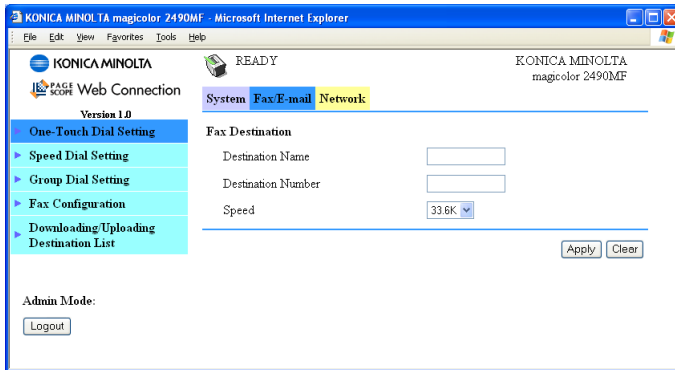 KONICA MINOLTA magicolor 2490MF - Microsoft Internet Explorer
File Edit View Favorites Tools Help
KONICA MINOLTA
PAGE SCOPE Web Connection
Version 1.0
READY
KONICA MINOLTA
magicolor 2490MF
System Fax/E-mail Network
One-Touch Dial Setting
Speed Dial Setting
Group Dial Setting
Fax Configuration
Downloading/Uploading
Destination List
Admin Mode:
Logout
Fax Destination
Destination Name
Destination Number
Speed 33.6K
Apply Clear